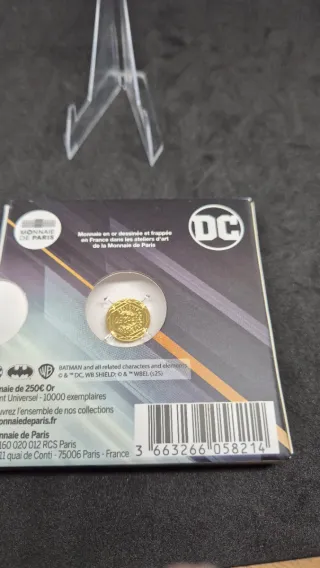 MONNAIE
DE PARIS
Monnaie en or dessinée et frappée
en France dans les ateliers d'art
de la Monnaie de Paris
DC
BATMAN and all related characters and elements
© & ™ DC. WB SHIELD: © & ™ WBEI. (s25)
naie de 250€ Or
nt Universel - 10000 exemplaires
uvrez l'ensemble de nos collections
onnaiedeparis.fr
nnaie de Paris
160 020 012 RCS Paris
11 quai de Conti - 75006 Paris - France
3 663266 058214